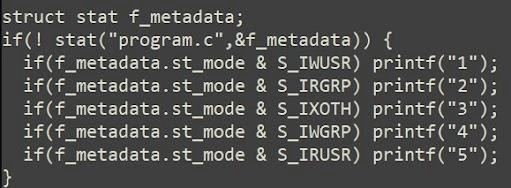 struct stat f_metadata;
if(! stat("program.c",&f_metadata)) {
  if(f_metadata.st_mode & S_IWUSR) printf("1");
  if(f_metadata.st_mode & S_IRGRP) printf("2");
  if(f_metadata.st_mode & S_IXOTH) printf("3");
  if(f_metadata.st_mode & S_IWGRP) printf("4");
  if(f_metadata.st_mode & S_IRUSR) printf("5");
}